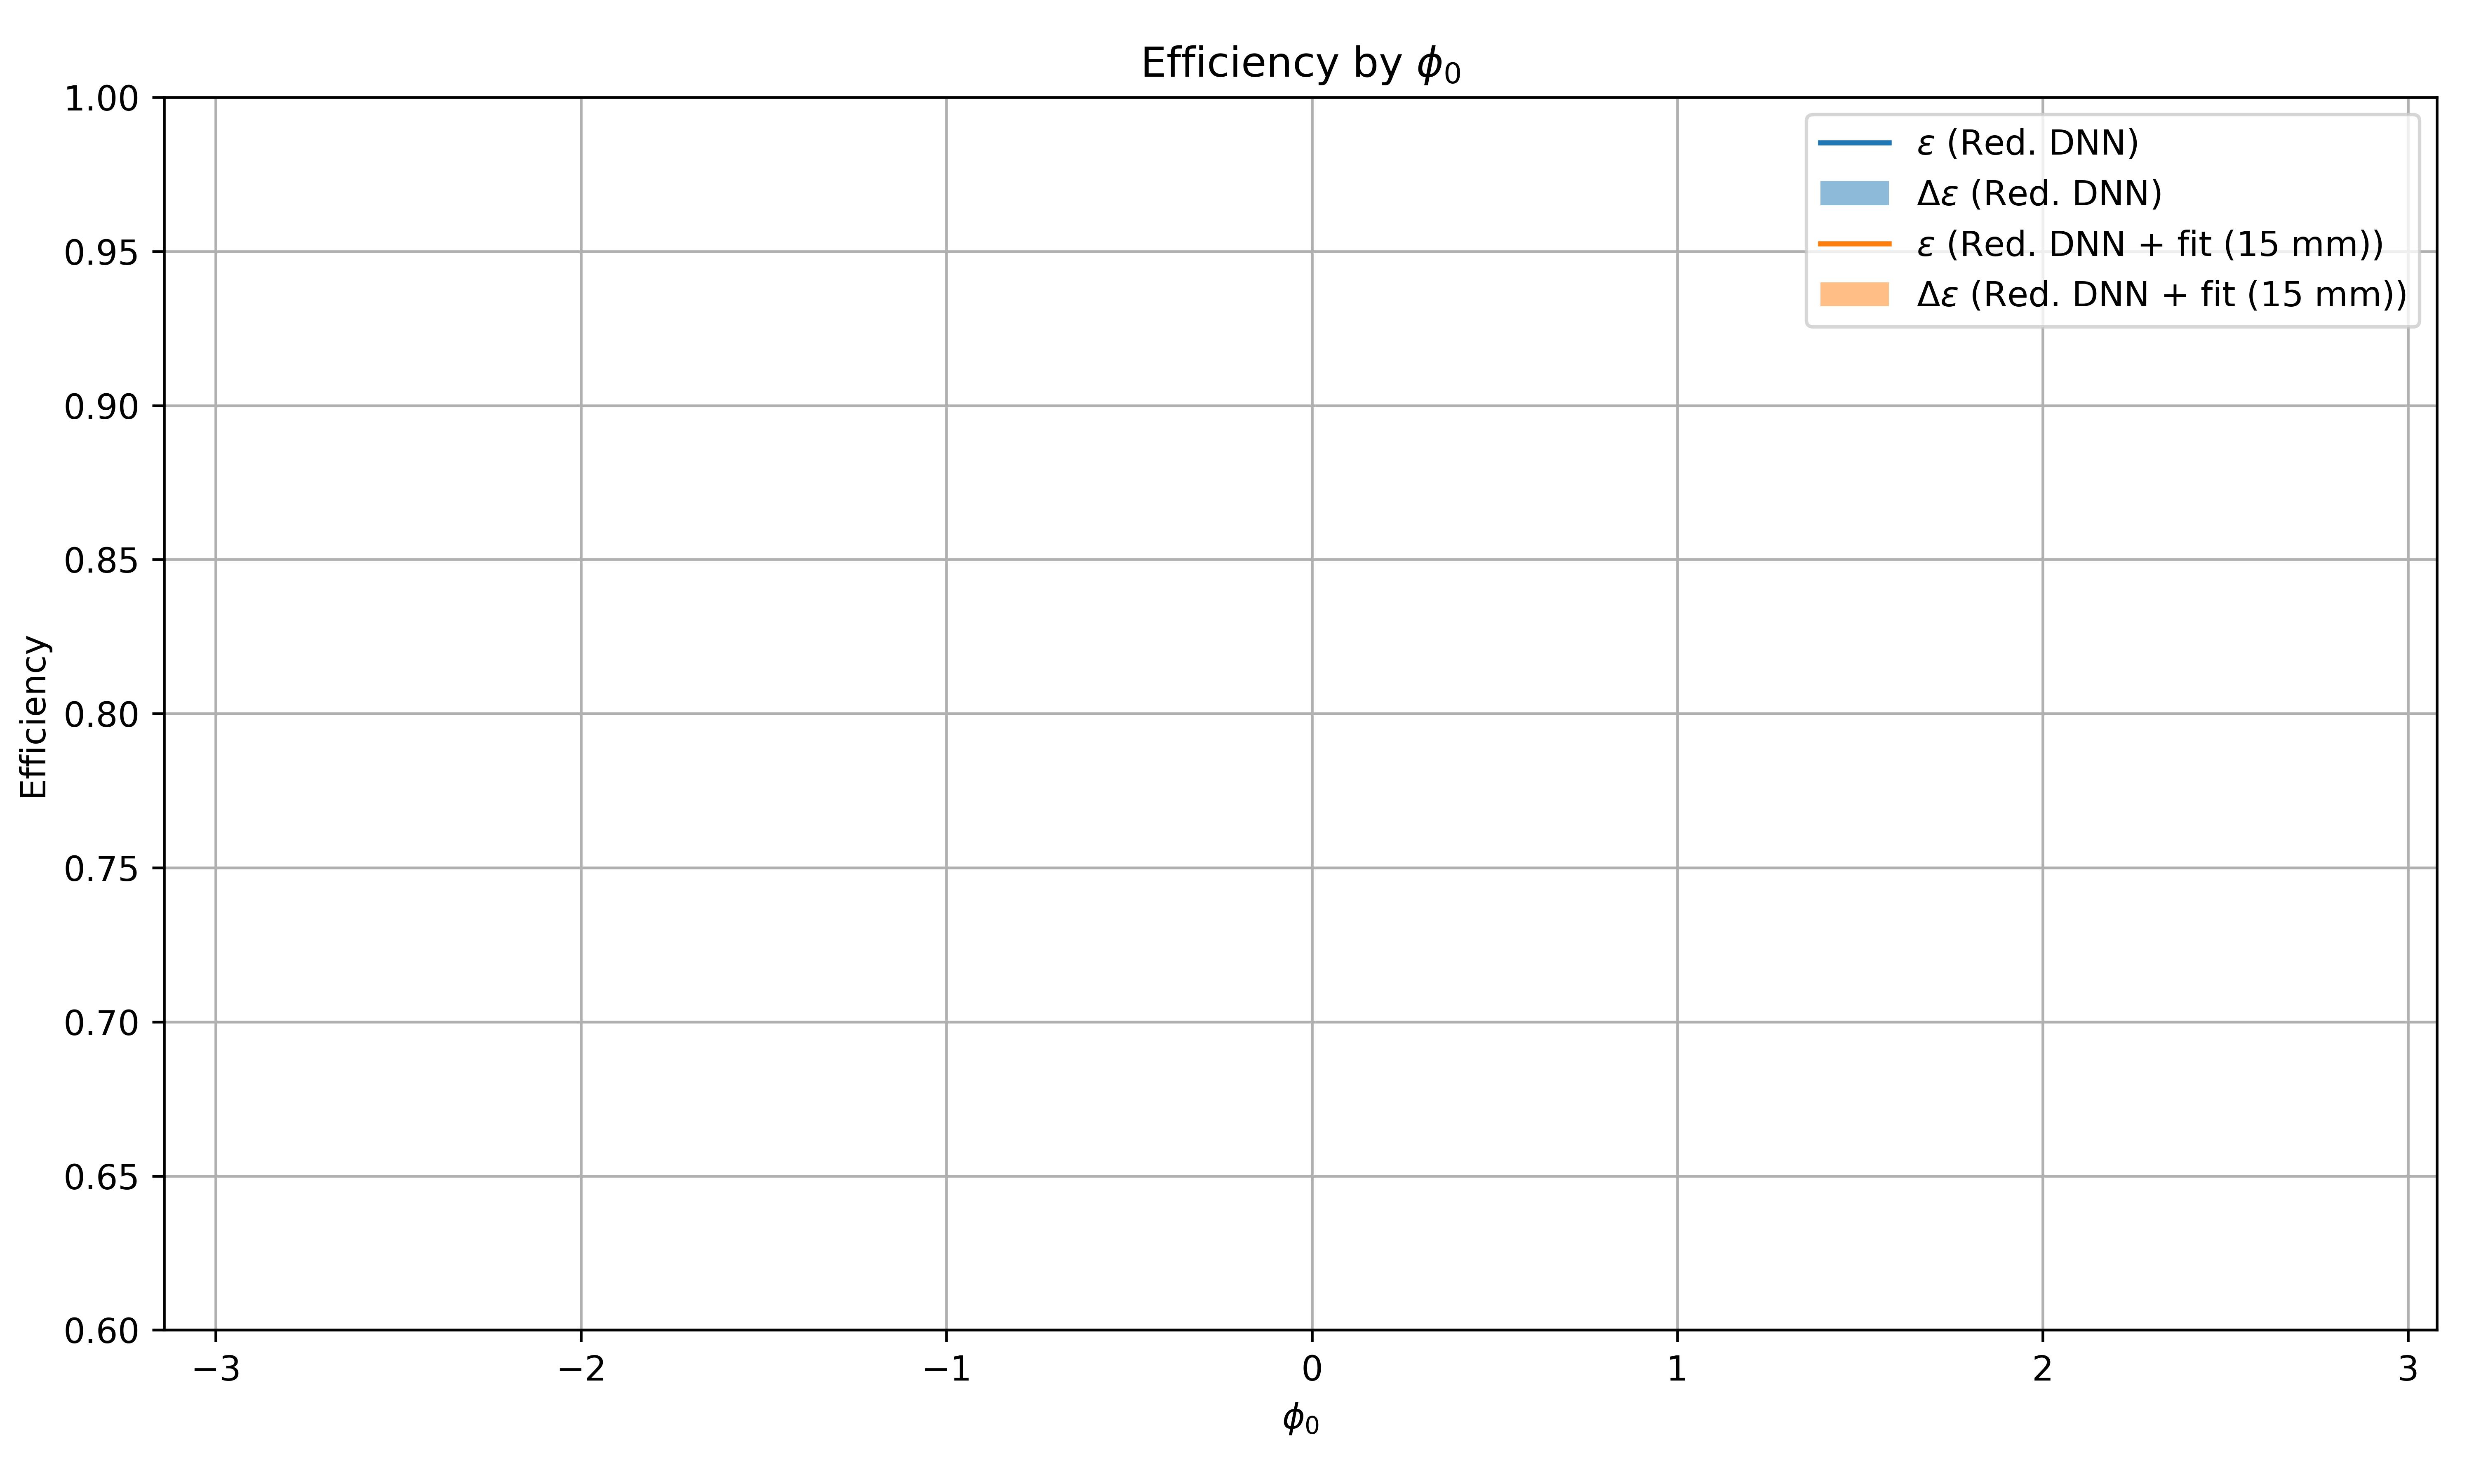 Efficiency by ϕ₀
1.00
0.95
0.90
0.85
0.80
0.75
0.70
0.65
0.60
Efficiency
ε (Red. DNN)
Δε (Red. DNN)
ε (Red. DNN + fit (15 mm))
Δε (Red. DNN + fit (15 mm))
−3 −2 −1 0 1 2 3
ϕ₀